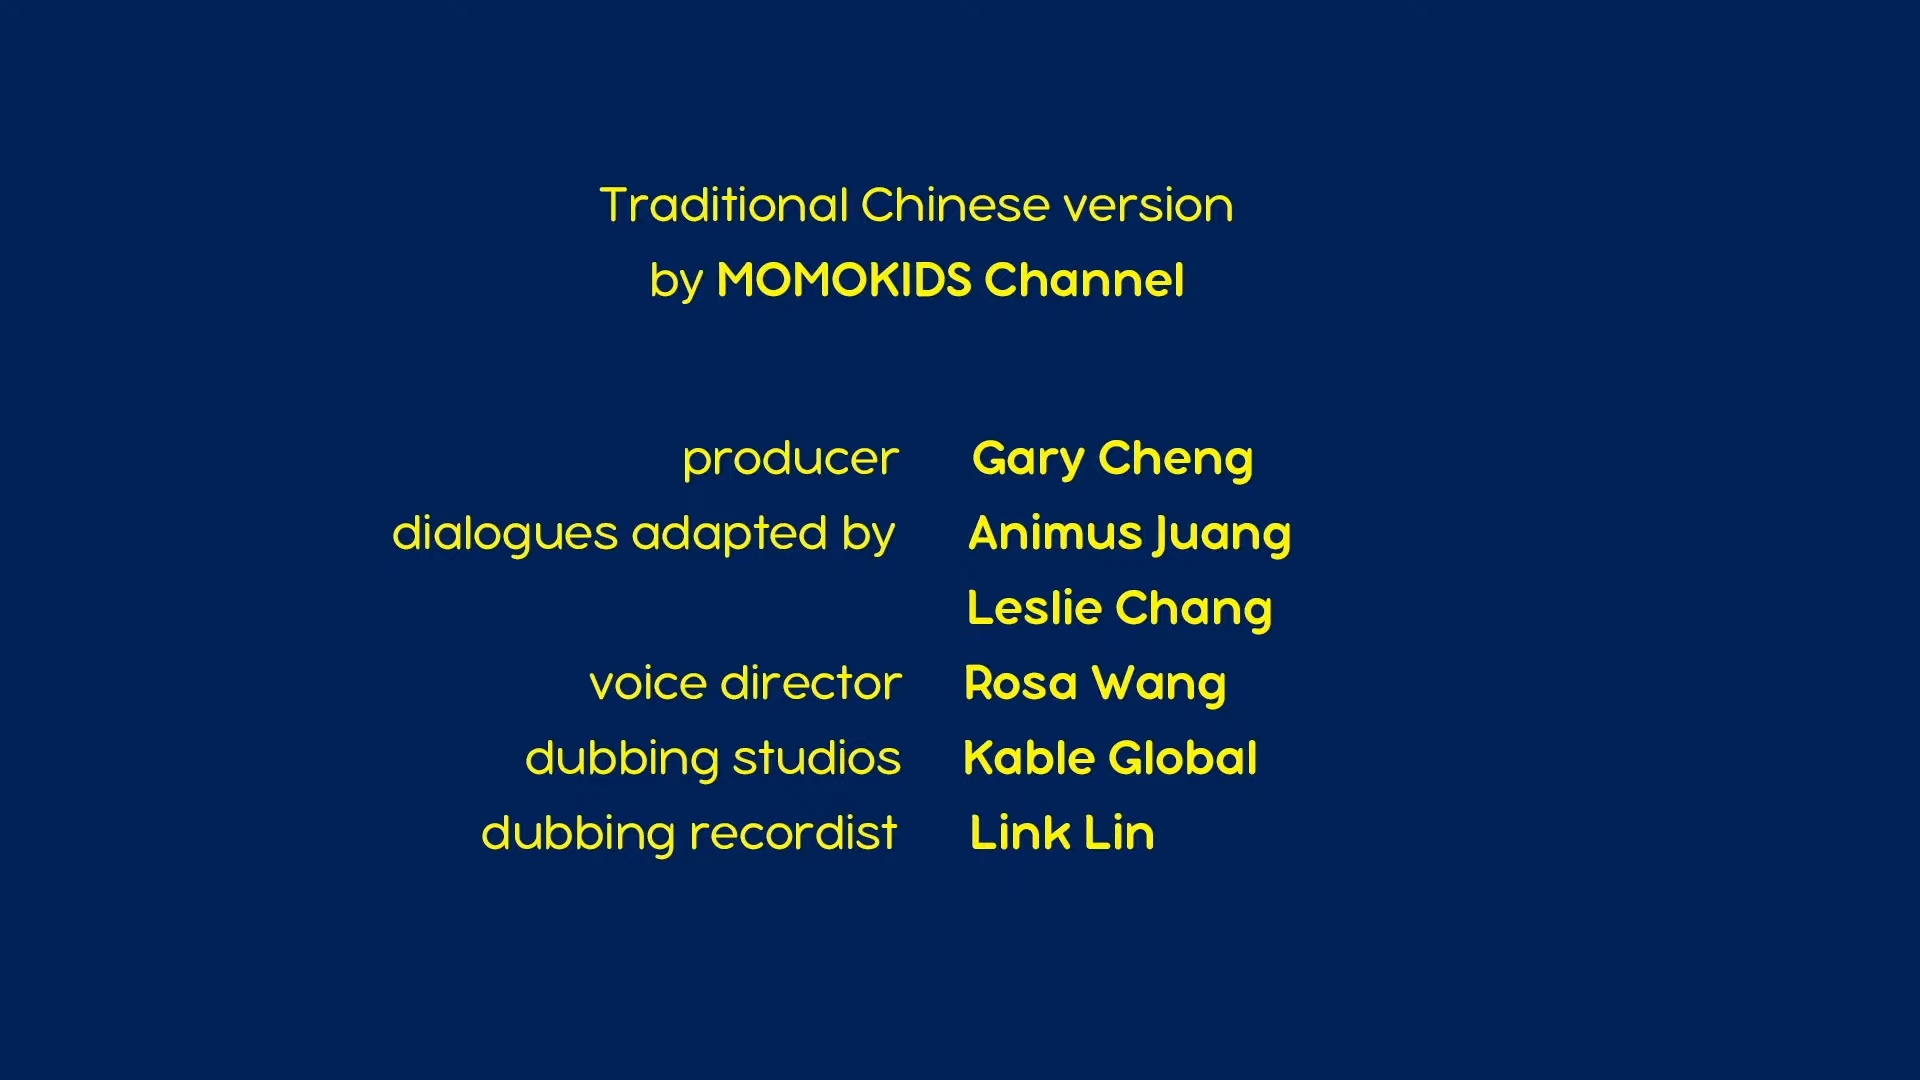 Traditional Chinese version
by MOMOKIDS Channel
producer Gary Cheng
dialogues adapted by Animus Juang
Leslie Chang
voice director Rosa Wang
dubbing studios Kable Global
dubbing recordist Link Lin